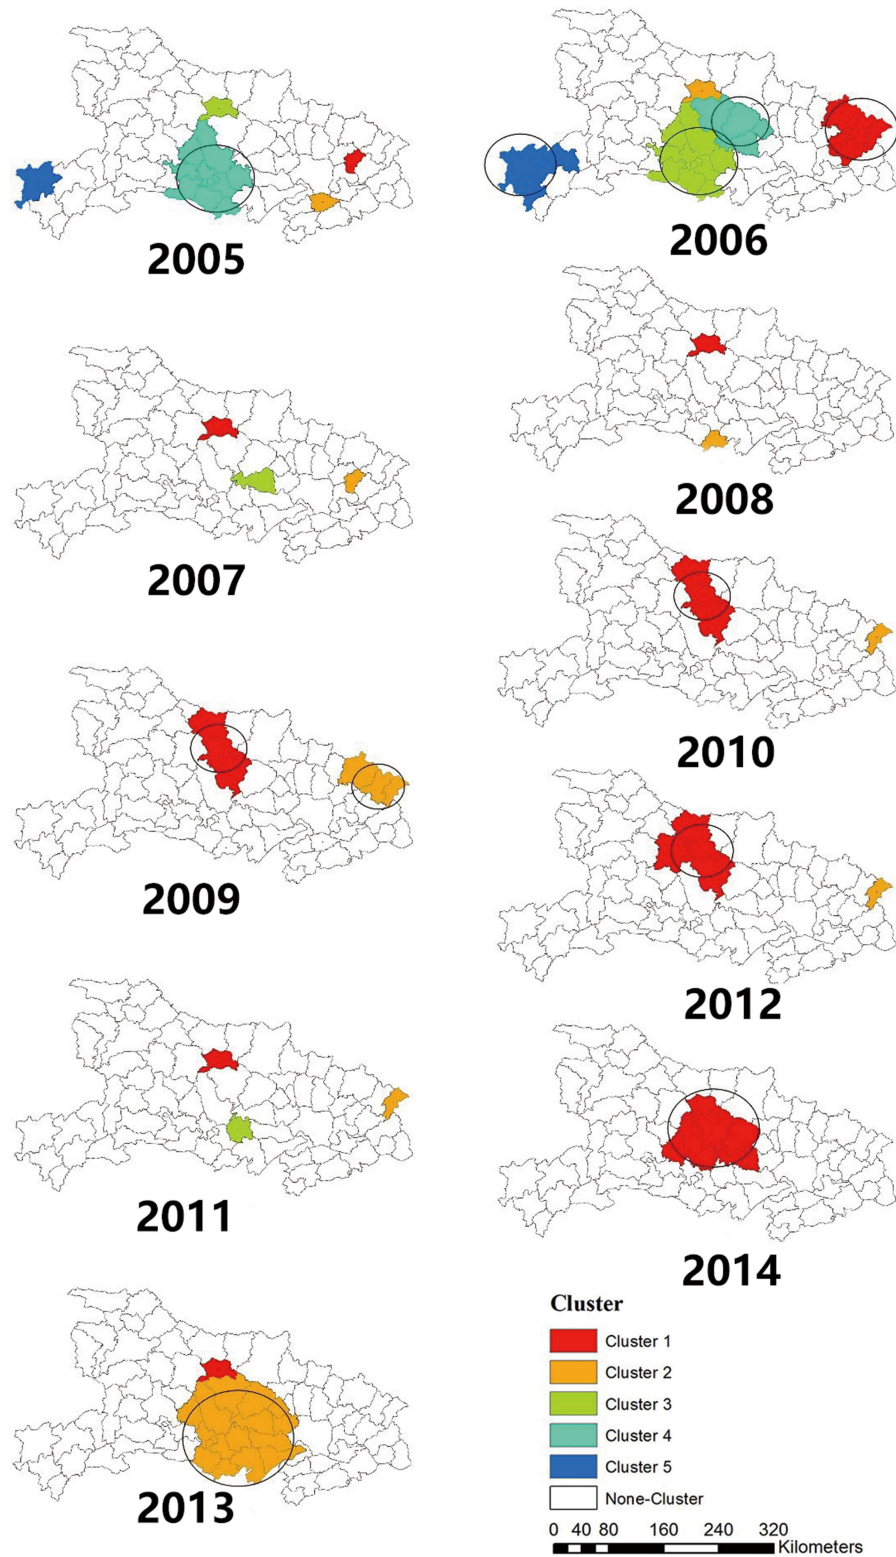 2005
2006
2007
2008
2009
2010
2011
2012
2013
2014
Cluster
Cluster 1
Cluster 2
Cluster 3
Cluster 4
Cluster 5
None-Cluster
0 40 80 160 240 320
Kilometers